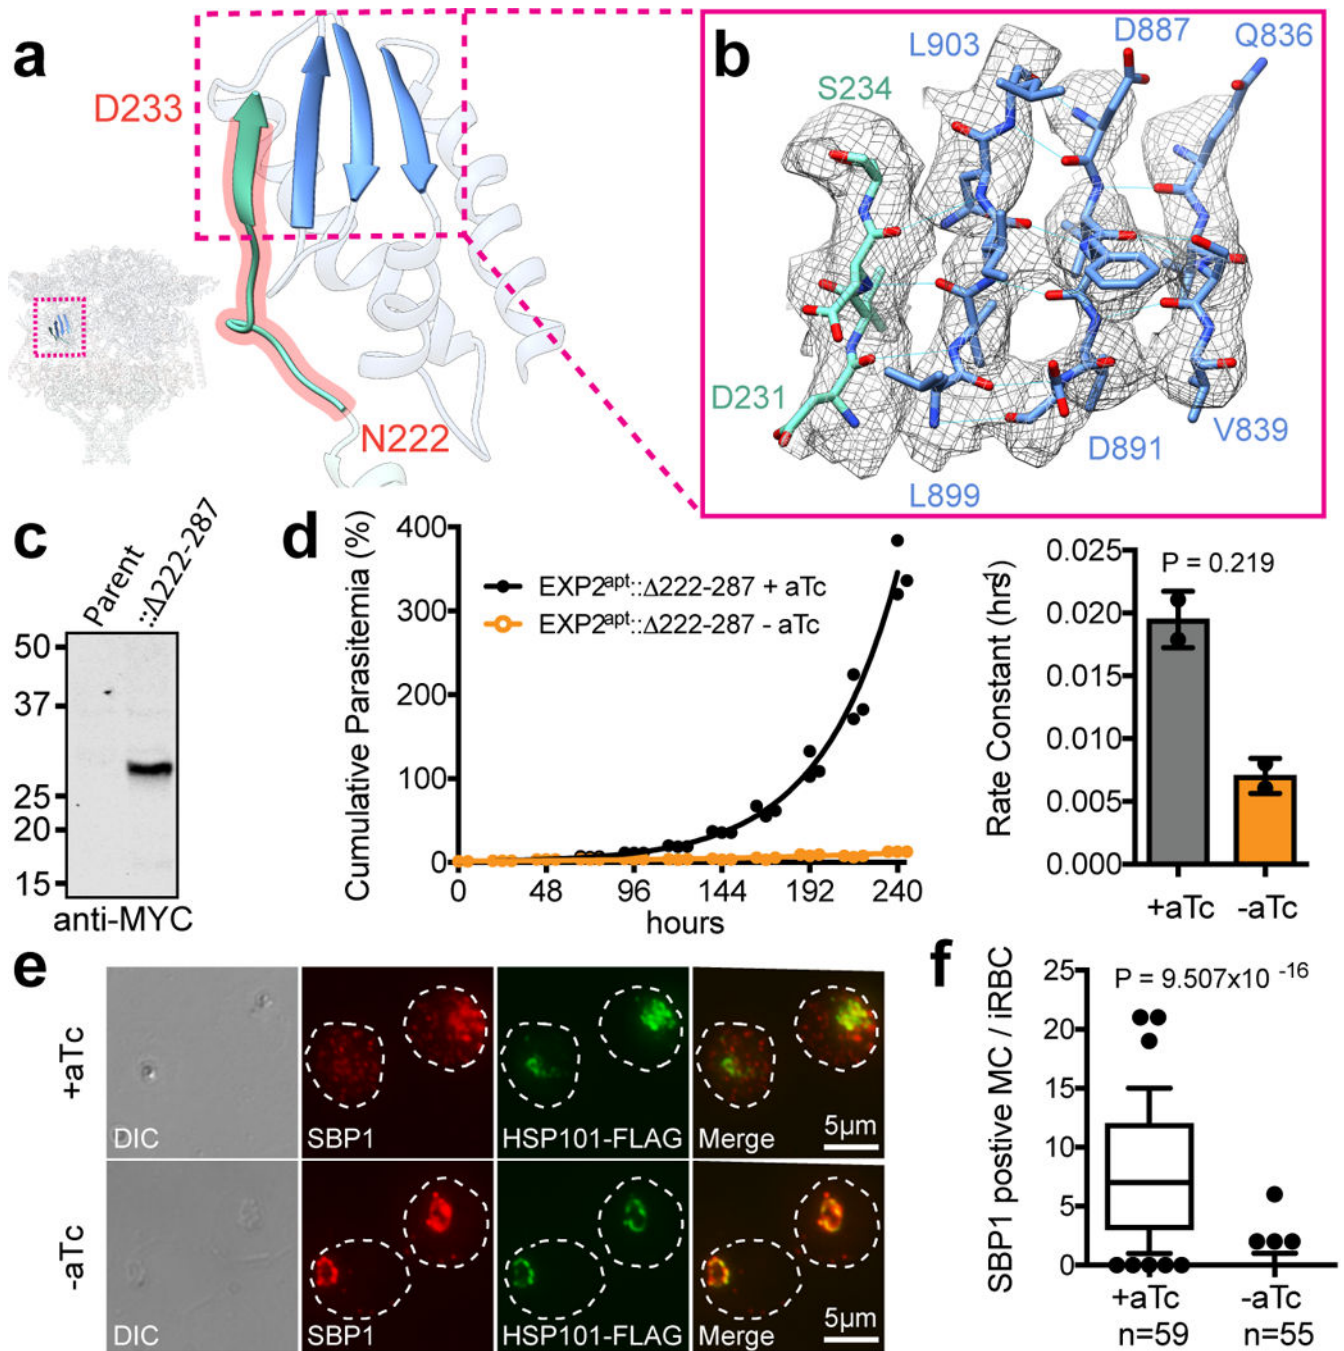 a
D233
N222
b
L903
D887
Q836
S234
D231
L899
D891
V839
c
Parent
::Δ222-287
50
37
25
20
15
anti-MYC
d
Cumulative Parasitemia (%)
400
300
200
100
0
EXP2apt::Δ222-287 + aTc
EXP2apt::Δ222-287 - aTc
0 48 96 144 192 240
hours
Rate Constant (hrs-1)
0.025
0.020
0.015
0.010
0.005
0.000
P = 0.219
+aTc -aTc
e
+aTc
DIC
SBP1
HSP101-FLAG
Merge
5µm
-aTc
DIC
SBP1
HSP101-FLAG
Merge
5µm
f
SBP1 postive MC / iRBC
25
20
15
10
5
0
P = 9.507x10 -16
+aTc -aTc
n=59 n=55